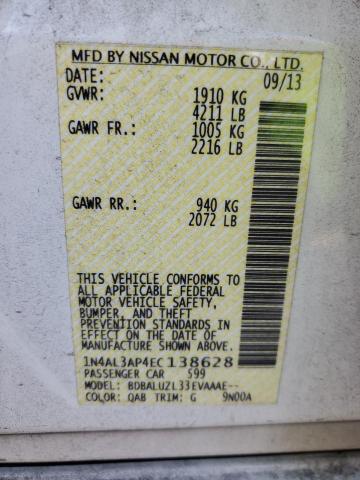 MFD BY NISSAN MOTOR CO., LTD.
DATE: 09/13
GVWR: 1910 KG
4211 LB
GAWR FR.: 1005 KG
2216 LB
GAWR RR.: 940 KG
2072 LB
THIS VEHICLE CONFORMS TO
ALL APPLICABLE FEDERAL
MOTOR VEHICLE SAFETY,
BUMPER, AND THEFT
PREVENTION STANDARDS IN
EFFECT ON THE DATE OF
MANUFACTURE SHOWN ABOVE.
1N4AL3AP4EC138628
PASSENGER CAR 599
MODEL: BDBALUZL33EVAAAE--
COLOR: QAB TRIM: G 9N00A